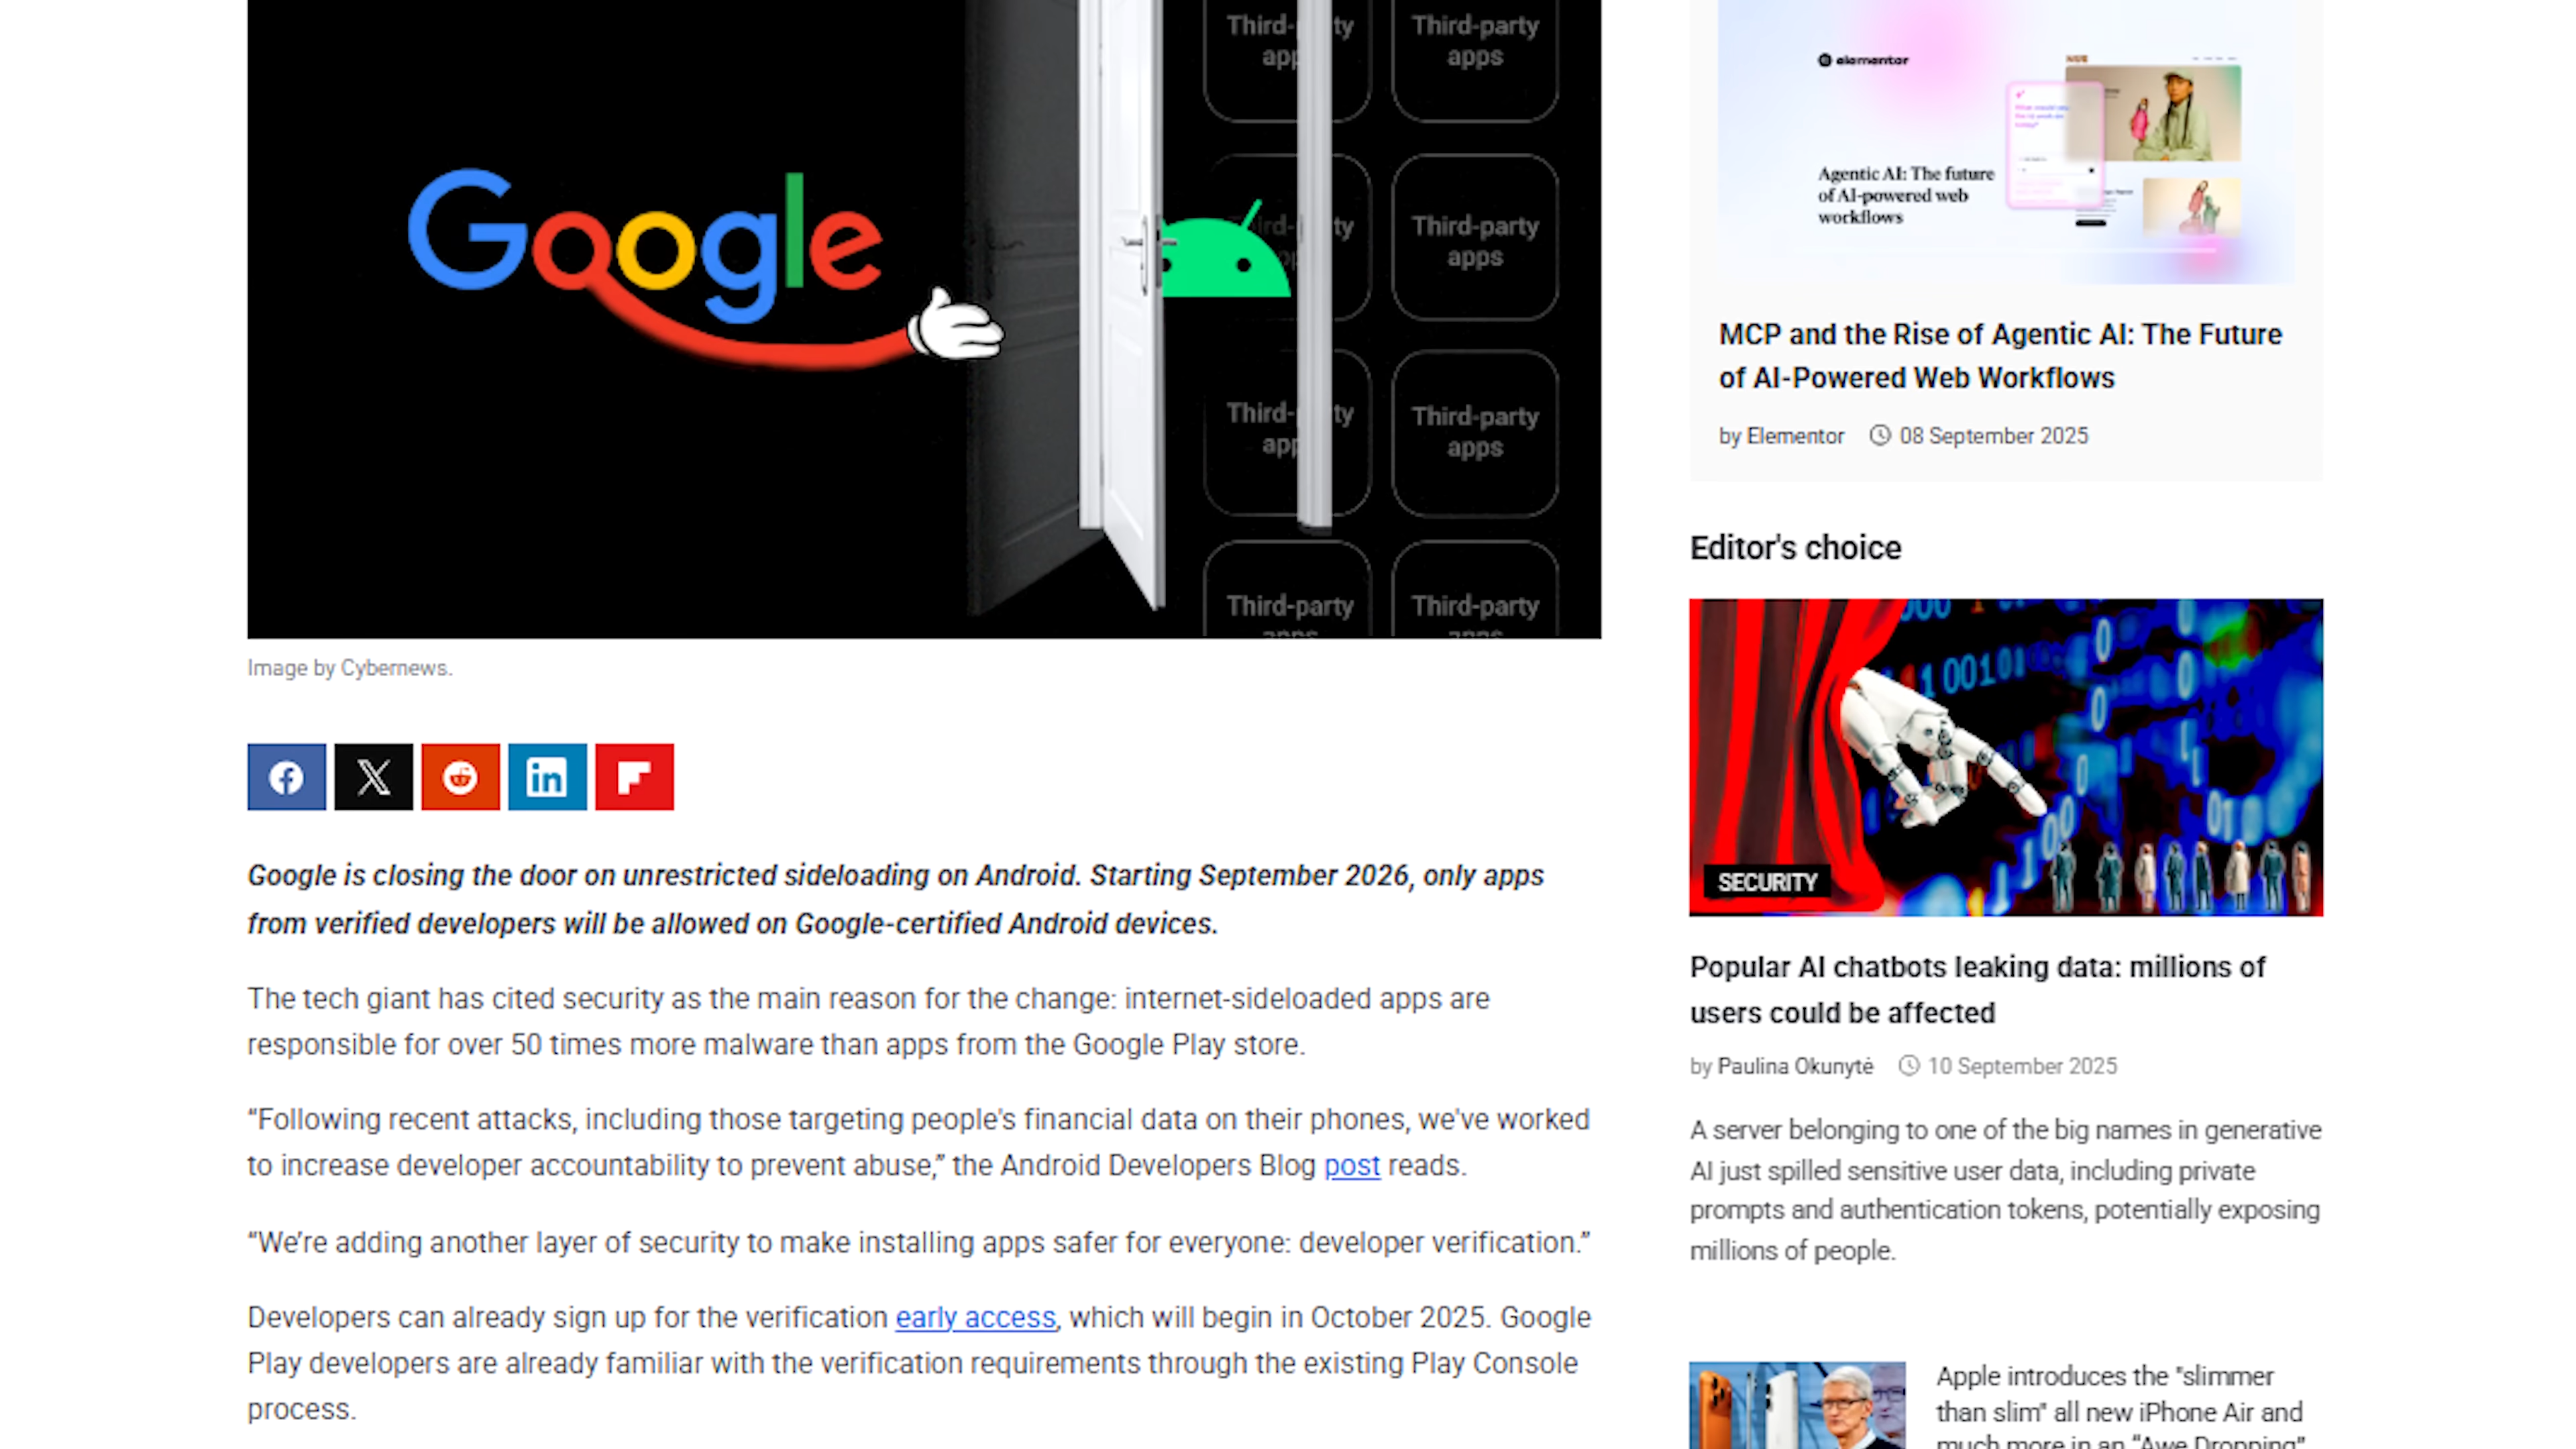 Third-party
apps
Third-party
apps
Third-party
apps
Third-party
apps
Third-party
Third-party
Google
Image by Cybernews.
Google is closing the door on unrestricted sideloading on Android. Starting September 2026, only apps
from verified developers will be allowed on Google-certified Android devices.
The tech giant has cited security as the main reason for the change: internet-sideloaded apps are
responsible for over 50 times more malware than apps from the Google Play store.
“Following recent attacks, including those targeting people's financial data on their phones, we've worked
to increase developer accountability to prevent abuse,” the Android Developers Blog post reads.
“We’re adding another layer of security to make installing apps safer for everyone: developer verification.”
Developers can already sign up for the verification early access, which will begin in October 2025. Google
Play developers are already familiar with the verification requirements through the existing Play Console
process.
elementor
Agentic AI: The future
of AI-powered web
workflows
MCP and the Rise of Agentic AI: The Future
of AI-Powered Web Workflows
by Elementor 08 September 2025
Editor's choice
SECURITY
Popular AI chatbots leaking data: millions of
users could be affected
by Paulina Okunytė 10 September 2025
A server belonging to one of the big names in generative
AI just spilled sensitive user data, including private
prompts and authentication tokens, potentially exposing
millions of people.
Apple introduces the "slimmer
than slim" all new iPhone Air and
much more in an “Awe Dropping"